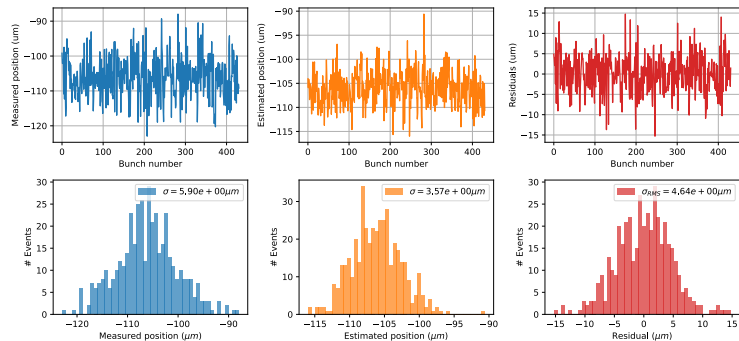 Measured position (um)
−90
−100
−110
−120
0 100 200 300 400
Bunch number
Estimated position (um)
−90
−95
−100
−105
−110
−115
0 100 200 300 400
Bunch number
Residuals (um)
15
10
5
0
−5
−10
−15
0 100 200 300 400
Bunch number
# Events
30
25
20
15
10
5
0
σ=5,90e+00μm
−120 −110 −100 −90
Measured position (μm)
# Events
30
20
10
0
σ=3,57e+00μm
−115 −110 −105 −100 −95 −90
Estimated position (μm)
# Events
30
25
20
15
10
5
0
σRMS=4,64e+00μm
−15 −10 −5 0 5 10 15
Residual (μm)